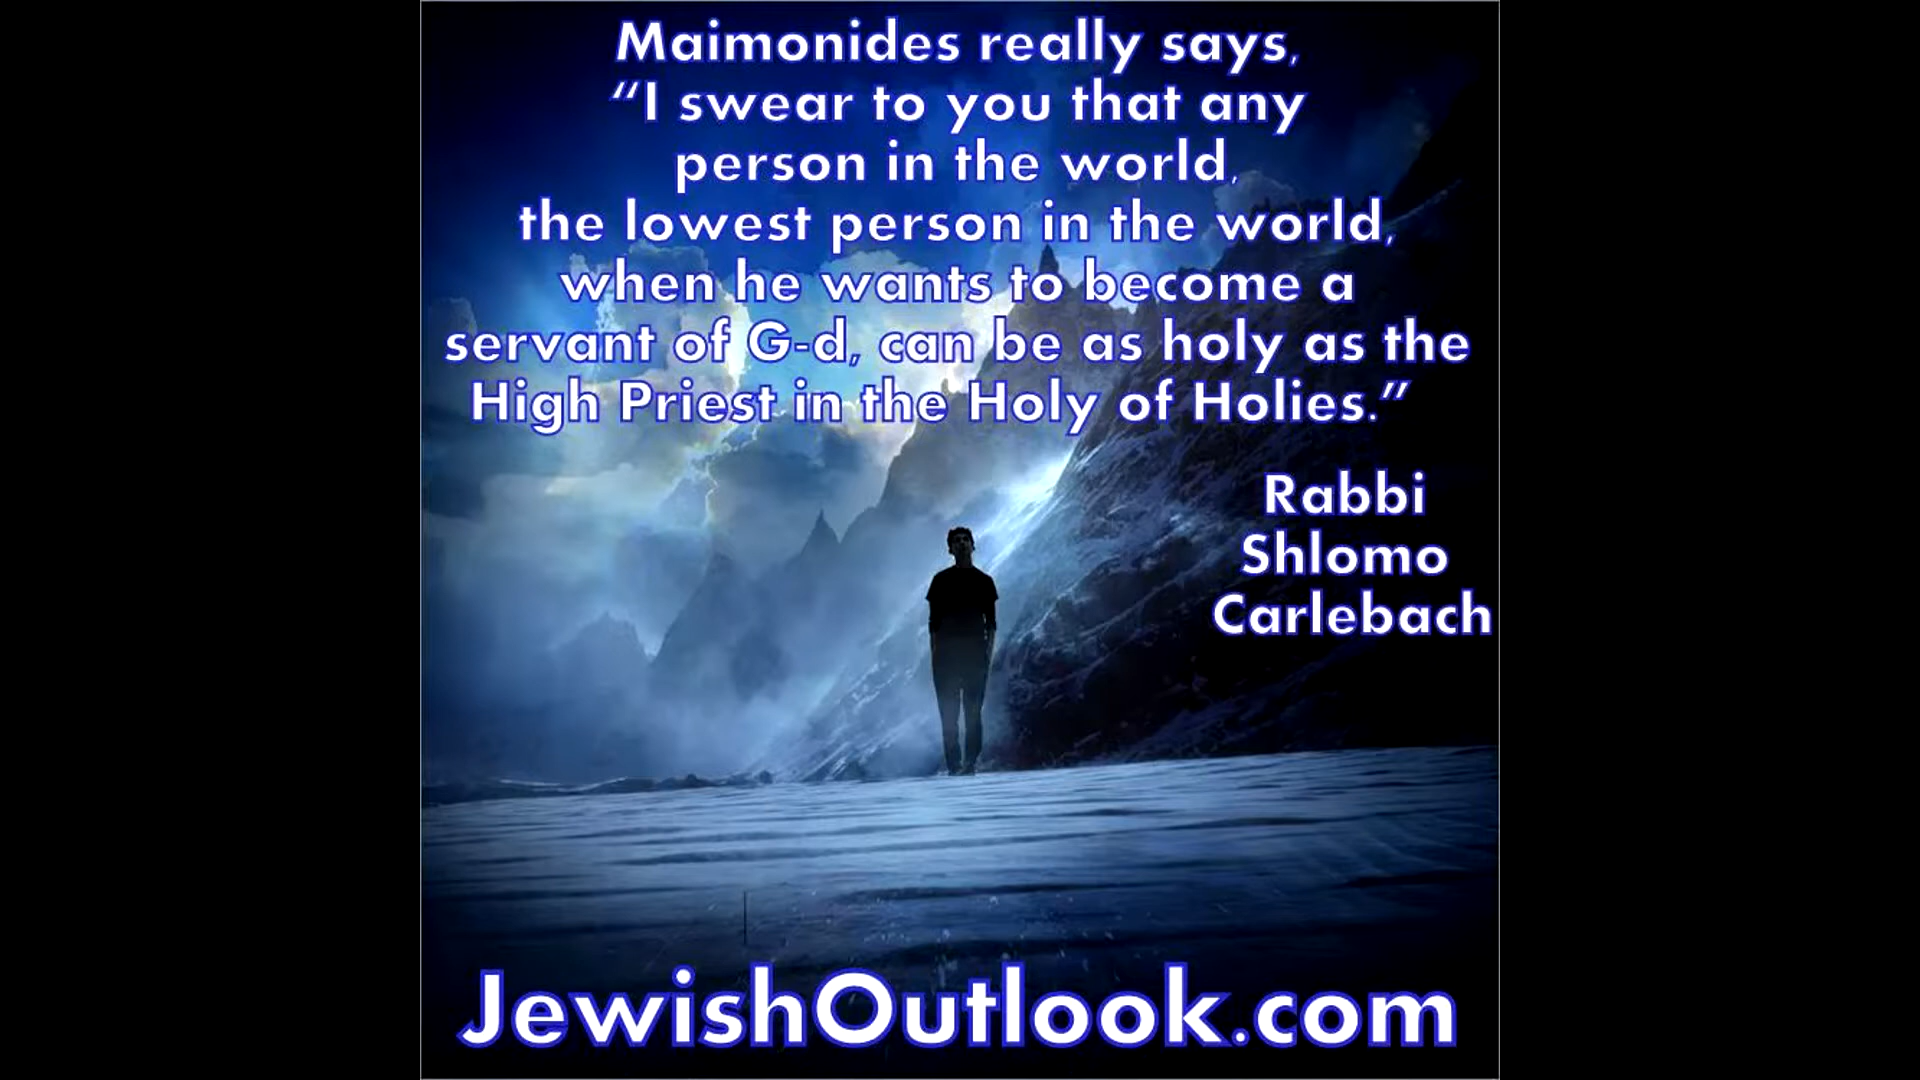 Maimonides really says,
“I swear to you that any
person in the world,
the lowest person in the world,
when he wants to become a
servant of G-d, can be as holy as the
High Priest in the Holy of Holies.”
Rabbi
Shlomo
Carlebach
JewishOutlook.com